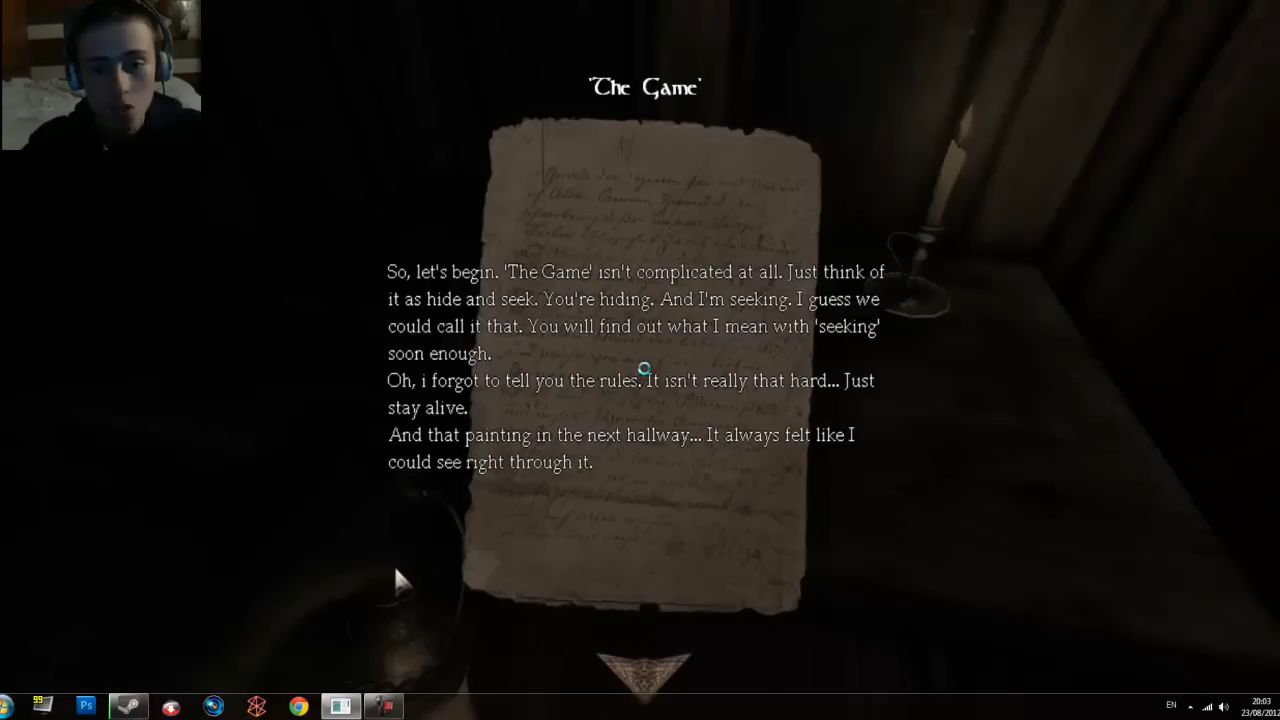 'The Game'
So, let's begin. 'The Game' isn't complicated at all. Just think of
it as hide and seek. You're hiding. And I'm seeking. I guess we
could call it that. You will find out what I mean with 'seeking'
soon enough.
Oh, i forgot to tell you the rules. It isn't really that hard... Just
stay alive.
And that painting in the next hallway... It always felt like I
could see right through it.
99
Ps
EN
20:03
23/08/2012